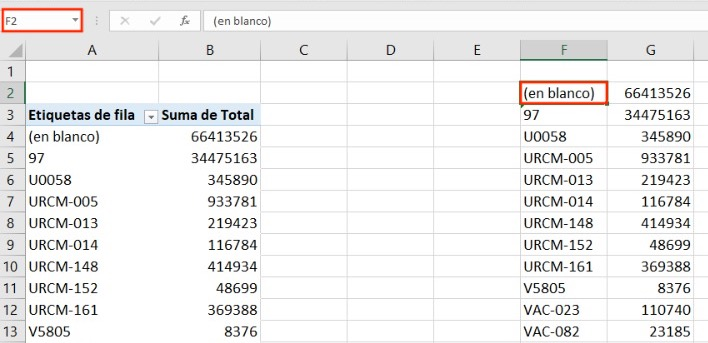 F2 fx (en blanco)
A B C D E F G
1
2 (en blanco) 66413526
3 Etiquetas de fila Suma de Total 97 34475163
4 (en blanco) 66413526 U0058 345890
5 97 34475163 URCM-005 933781
6 U0058 345890 URCM-013 219423
7 URCM-005 933781 URCM-014 116784
8 URCM-013 219423 URCM-148 414934
9 URCM-014 116784 URCM-152 48699
10 URCM-148 414934 URCM-161 369388
11 URCM-152 48699 V5805 8376
12 URCM-161 369388 VAC-023 110740
13 V5805 8376 VAC-082 23185